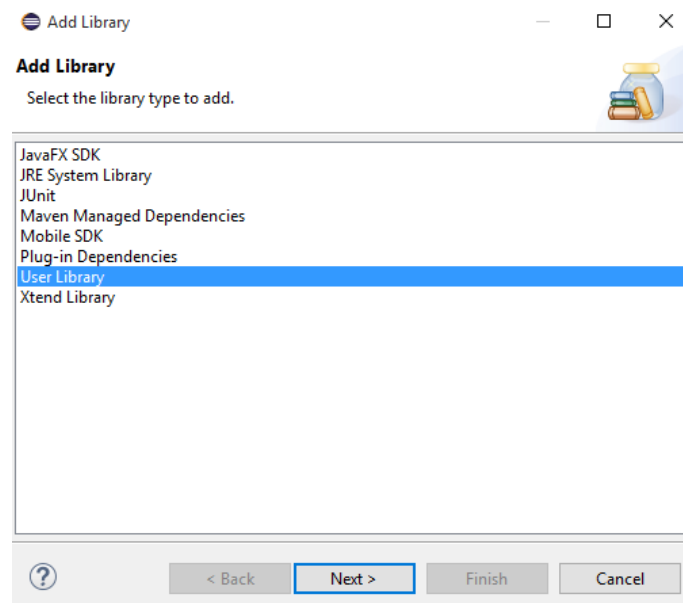 Add Library
Add Library
Select the library type to add.
JavaFX SDK
JRE System Library
JUnit
Maven Managed Dependencies
Mobile SDK
Plug-in Dependencies
User Library
Xtend Library
? < Back Next > Finish Cancel